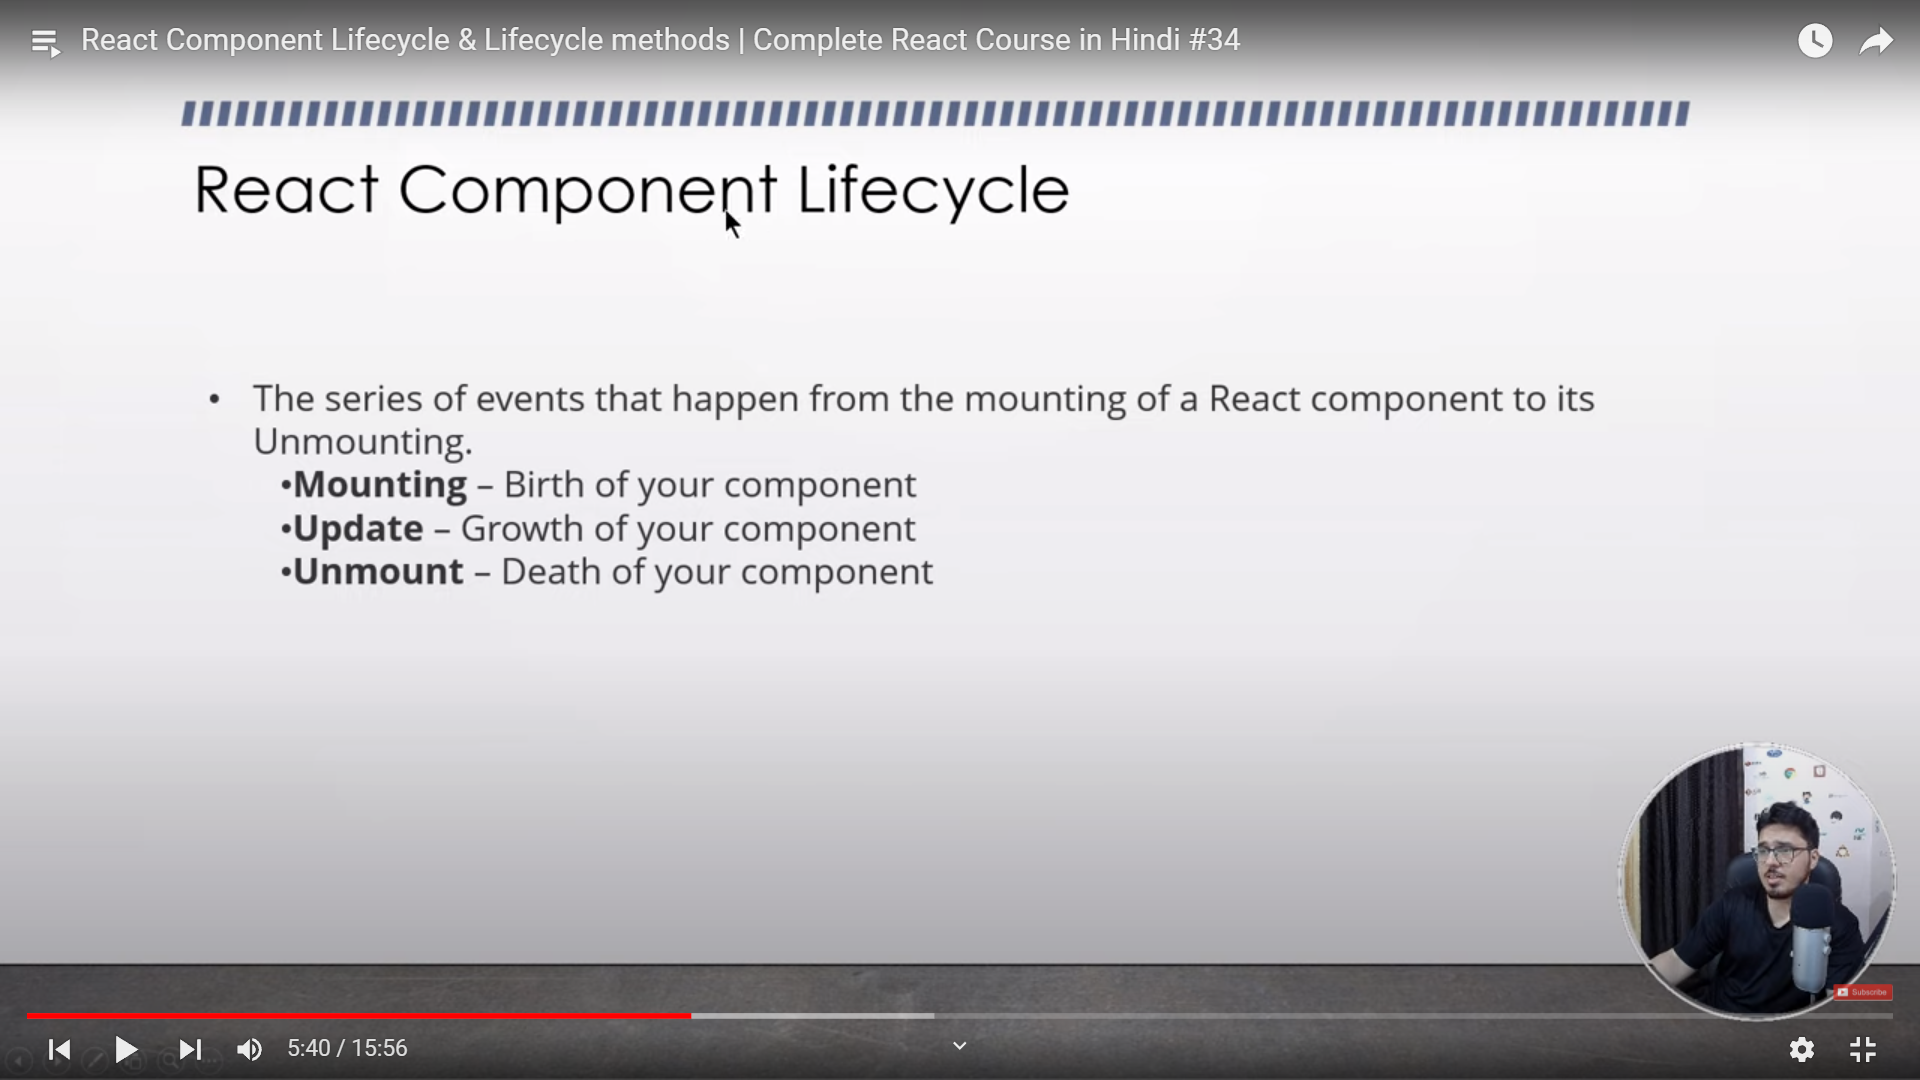 React Component Lifecycle & Lifecycle methods | Complete React Course in Hindi #34
React Component Lifecycle
• The series of events that happen from the mounting of a React component to its
Unmounting.
•Mounting – Birth of your component
•Update – Growth of your component
•Unmount – Death of your component
Subscribe
5:40 / 15:56